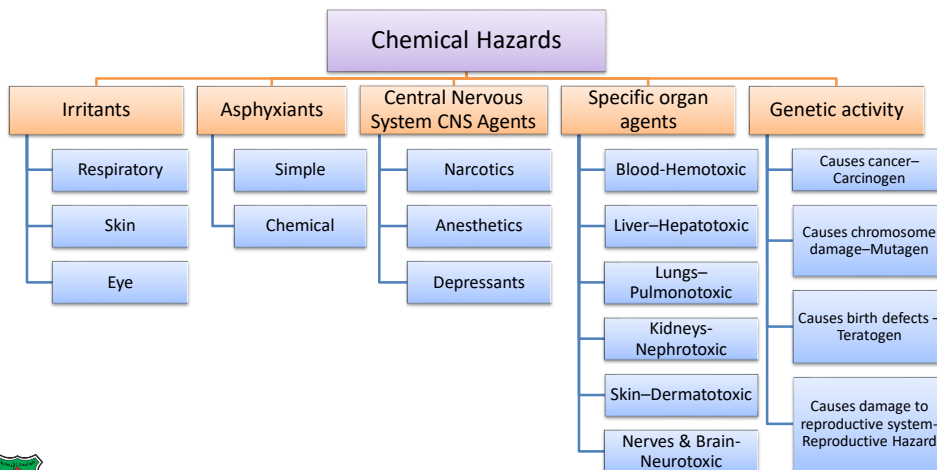 Chemical Hazards
Irritants
Respiratory
Skin
Eye
Asphyxiants
Simple
Chemical
Central Nervous
System CNS Agents
Narcotics
Anesthetics
Depressants
Specific organ
agents
Blood-Hemotoxic
Liver–Hepatotoxic
Lungs–
Pulmonotoxic
Kidneys-
Nephrotoxic
Skin–Dermatotoxic
Nerves & Brain-
Neurotoxic
Genetic activity
Causes cancer–
Carcinogen
Causes chromosome
damage–Mutagen
Causes birth defects –
Teratogen
Causes damage to
reproductive system-
Reproductive Hazard